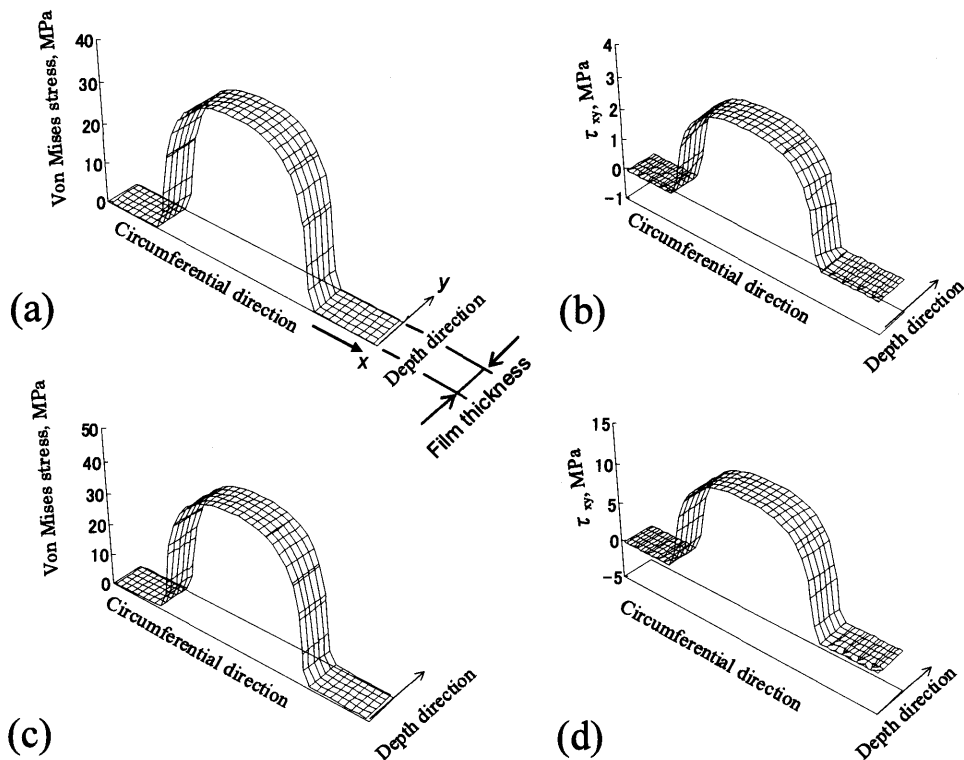 Von Mises stress, MPa
40
30
20
10
0
Circumferential direction
x
y
Depth direction
Film thickness
(a)
τ xy, MPa
4
3
2
1
0
−1
Circumferential direction
Depth direction
(b)
Von Mises stress, MPa
50
40
30
20
10
0
Circumferential direction
Depth direction
(c)
τ xy, MPa
15
10
5
0
−5
Circumferential direction
Depth direction
(d)